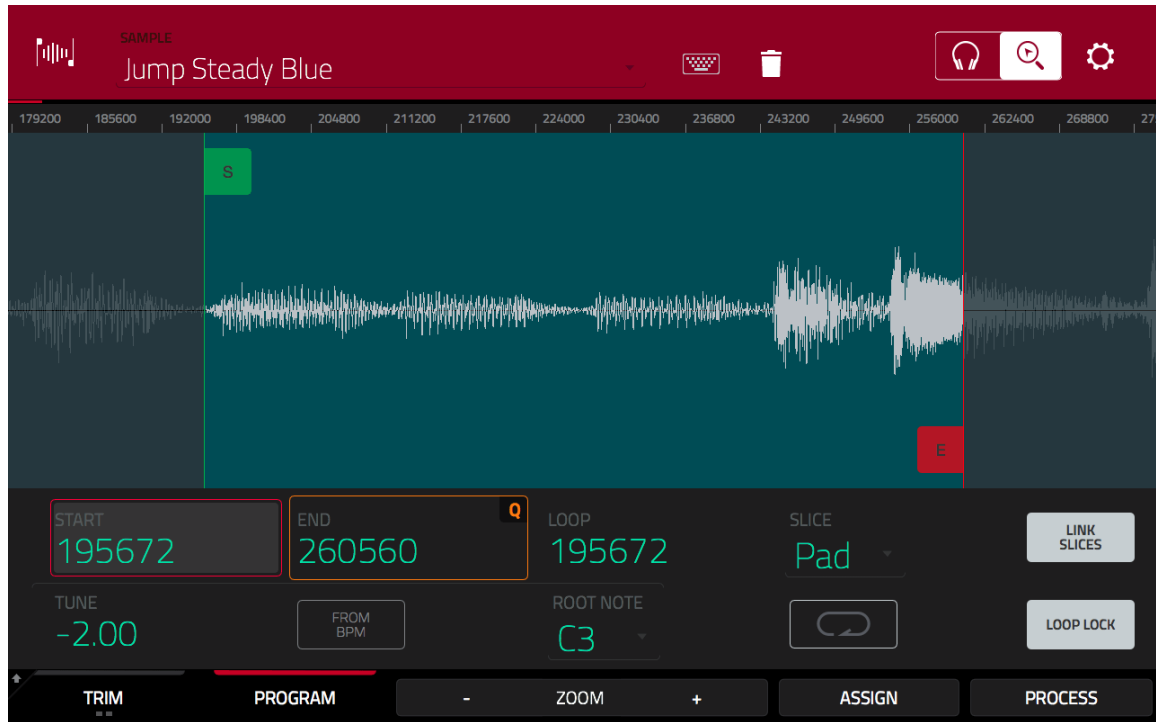 SAMPLE
Jump Steady Blue
179200 185600 192000 198400 204800 211200 217600 224000 230400 236800 243200 249600 256000 262400 268800 27
S
E
START END Q LOOP SLICE
195672 260560 195672 Pad
LINK
SLICES
TUNE ROOT NOTE
-2.00 C3
FROM
BPM
LOOP LOCK
TRIM PROGRAM - ZOOM + ASSIGN PROCESS